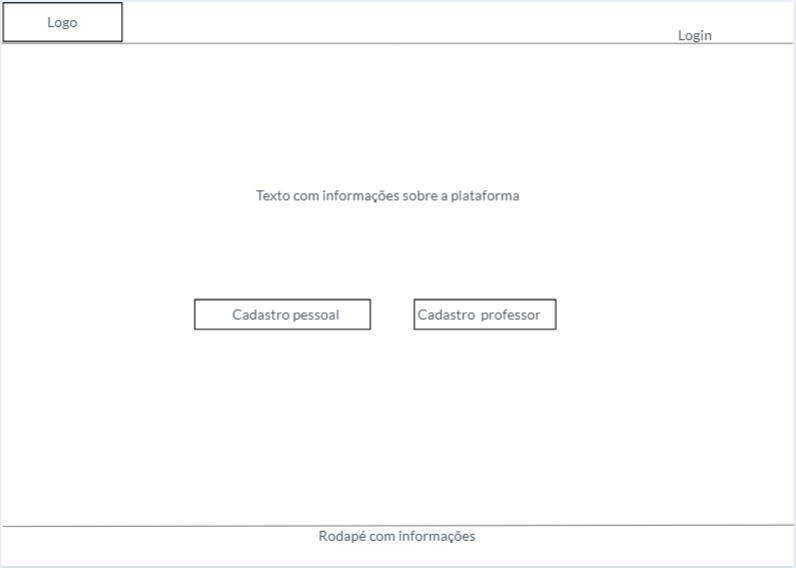 Logo
Login
Texto com informações sobre a plataforma
Cadastro pessoal
Cadastro professor
Rodapé com informações